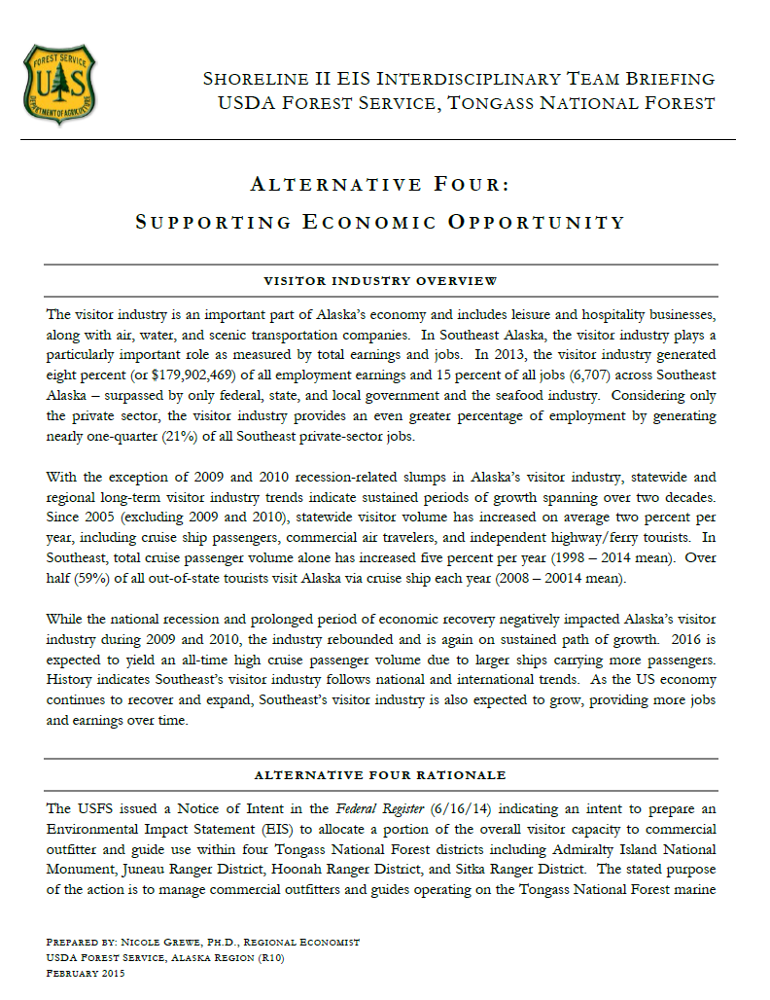 FOREST SERVICE
U S
DEPARTMENT OF AGRICULTURE
SHORELINE II EIS INTERDISCIPLINARY TEAM BRIEFING
USDA FOREST SERVICE, TONGASS NATIONAL FOREST
ALTERNATIVE FOUR:
SUPPORTING ECONOMIC OPPORTUNITY
VISITOR INDUSTRY OVERVIEW
The visitor industry is an important part of Alaska's economy and includes leisure and hospitality businesses,
along with air, water, and scenic transportation companies. In Southeast Alaska, the visitor industry plays a
particularly important role as measured by total earnings and jobs. In 2013, the visitor industry generated
eight percent (or $179,902,469) of all employment earnings and 15 percent of all jobs (6,707) across Southeast
Alaska – surpassed by only federal, state, and local government and the seafood industry. Considering only
the private sector, the visitor industry provides an even greater percentage of employment by generating
nearly one-quarter (21%) of all Southeast private-sector jobs.
With the exception of 2009 and 2010 recession-related slumps in Alaska's visitor industry, statewide and
regional long-term visitor industry trends indicate sustained periods of growth spanning over two decades.
Since 2005 (excluding 2009 and 2010), statewide visitor volume has increased on average two percent per
year, including cruise ship passengers, commercial air travelers, and independent highway/ferry tourists. In
Southeast, total cruise passenger volume alone has increased five percent per year (1998 – 2014 mean). Over
half (59%) of all out-of-state tourists visit Alaska via cruise ship each year (2008 – 20014 mean).
While the national recession and prolonged period of economic recovery negatively impacted Alaska's visitor
industry during 2009 and 2010, the industry rebounded and is again on sustained path of growth. 2016 is
expected to yield an all-time high cruise passenger volume due to larger ships carrying more passengers.
History indicates Southeast's visitor industry follows national and international trends. As the US economy
continues to recover and expand, Southeast's visitor industry is also expected to grow, providing more jobs
and earnings over time.
ALTERNATIVE FOUR RATIONALE
The USFS issued a Notice of Intent in the Federal Register (6/16/14) indicating an intent to prepare an
Environmental Impact Statement (EIS) to allocate a portion of the overall visitor capacity to commercial
outfitter and guide use within four Tongass National Forest districts including Admiralty Island National
Monument, Juneau Ranger District, Hoonah Ranger District, and Sitka Ranger District. The stated purpose
of the action is to manage commercial outfitters and guides operating on the Tongass National Forest marine
PREPARED BY: NICOLE GREWE, PH.D., REGIONAL ECONOMIST
USDA FOREST SERVICE, ALASKA REGION (R10)
FEBRUARY 2015